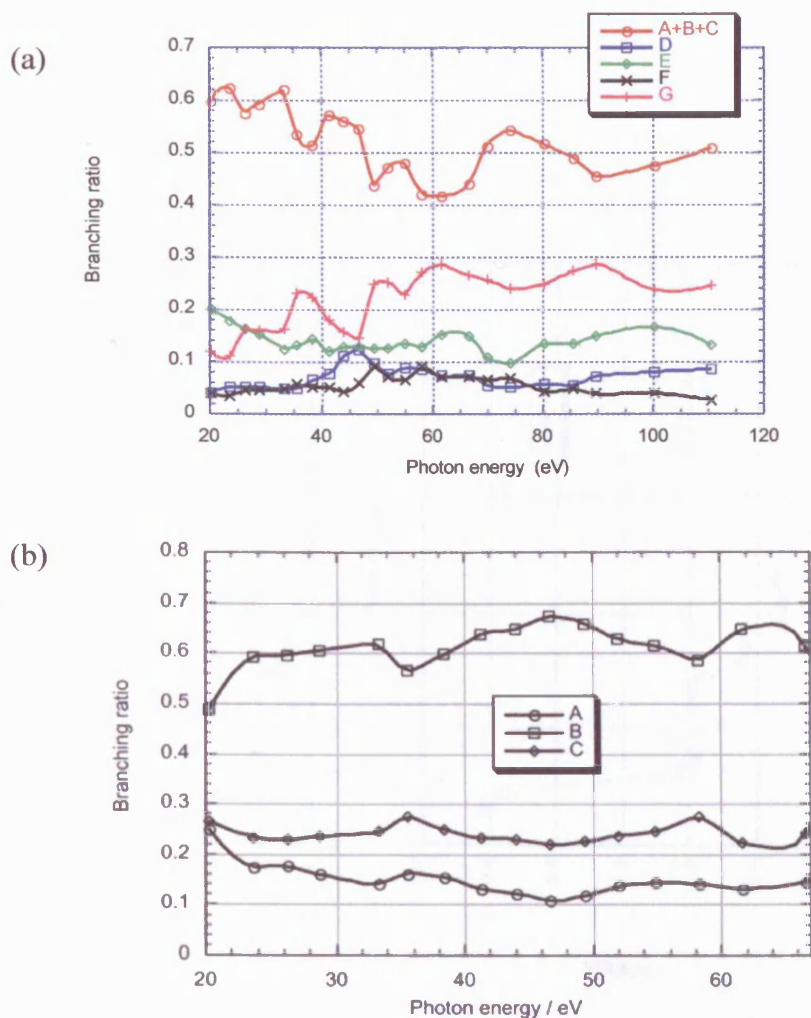 (a)
A+B+C
D
E
F
G
0.7
0.6
0.5
0.4
0.3
0.2
0.1
0
Branching ratio
20
40
60
80
100
120
Photon energy (eV)
(b)
0.8
0.7
0.6
0.5
0.4
0.3
0.2
0.1
0
Branching ratio
A
B
C
20
30
40
50
60
Photon energy / eV